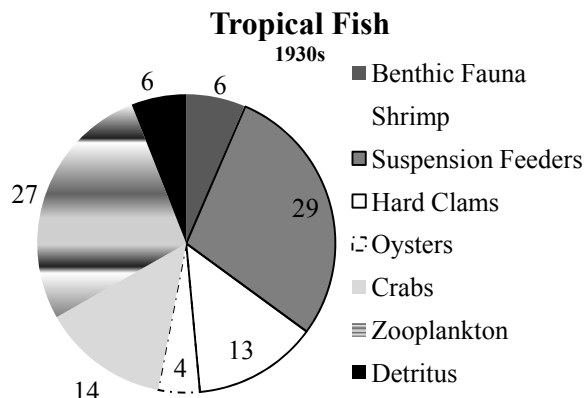 Tropical Fish
1930s
6
6
29
13
4
14
27
Benthic Fauna
Shrimp
Suspension Feeders
Hard Clams
Oysters
Crabs
Zooplankton
Detritus